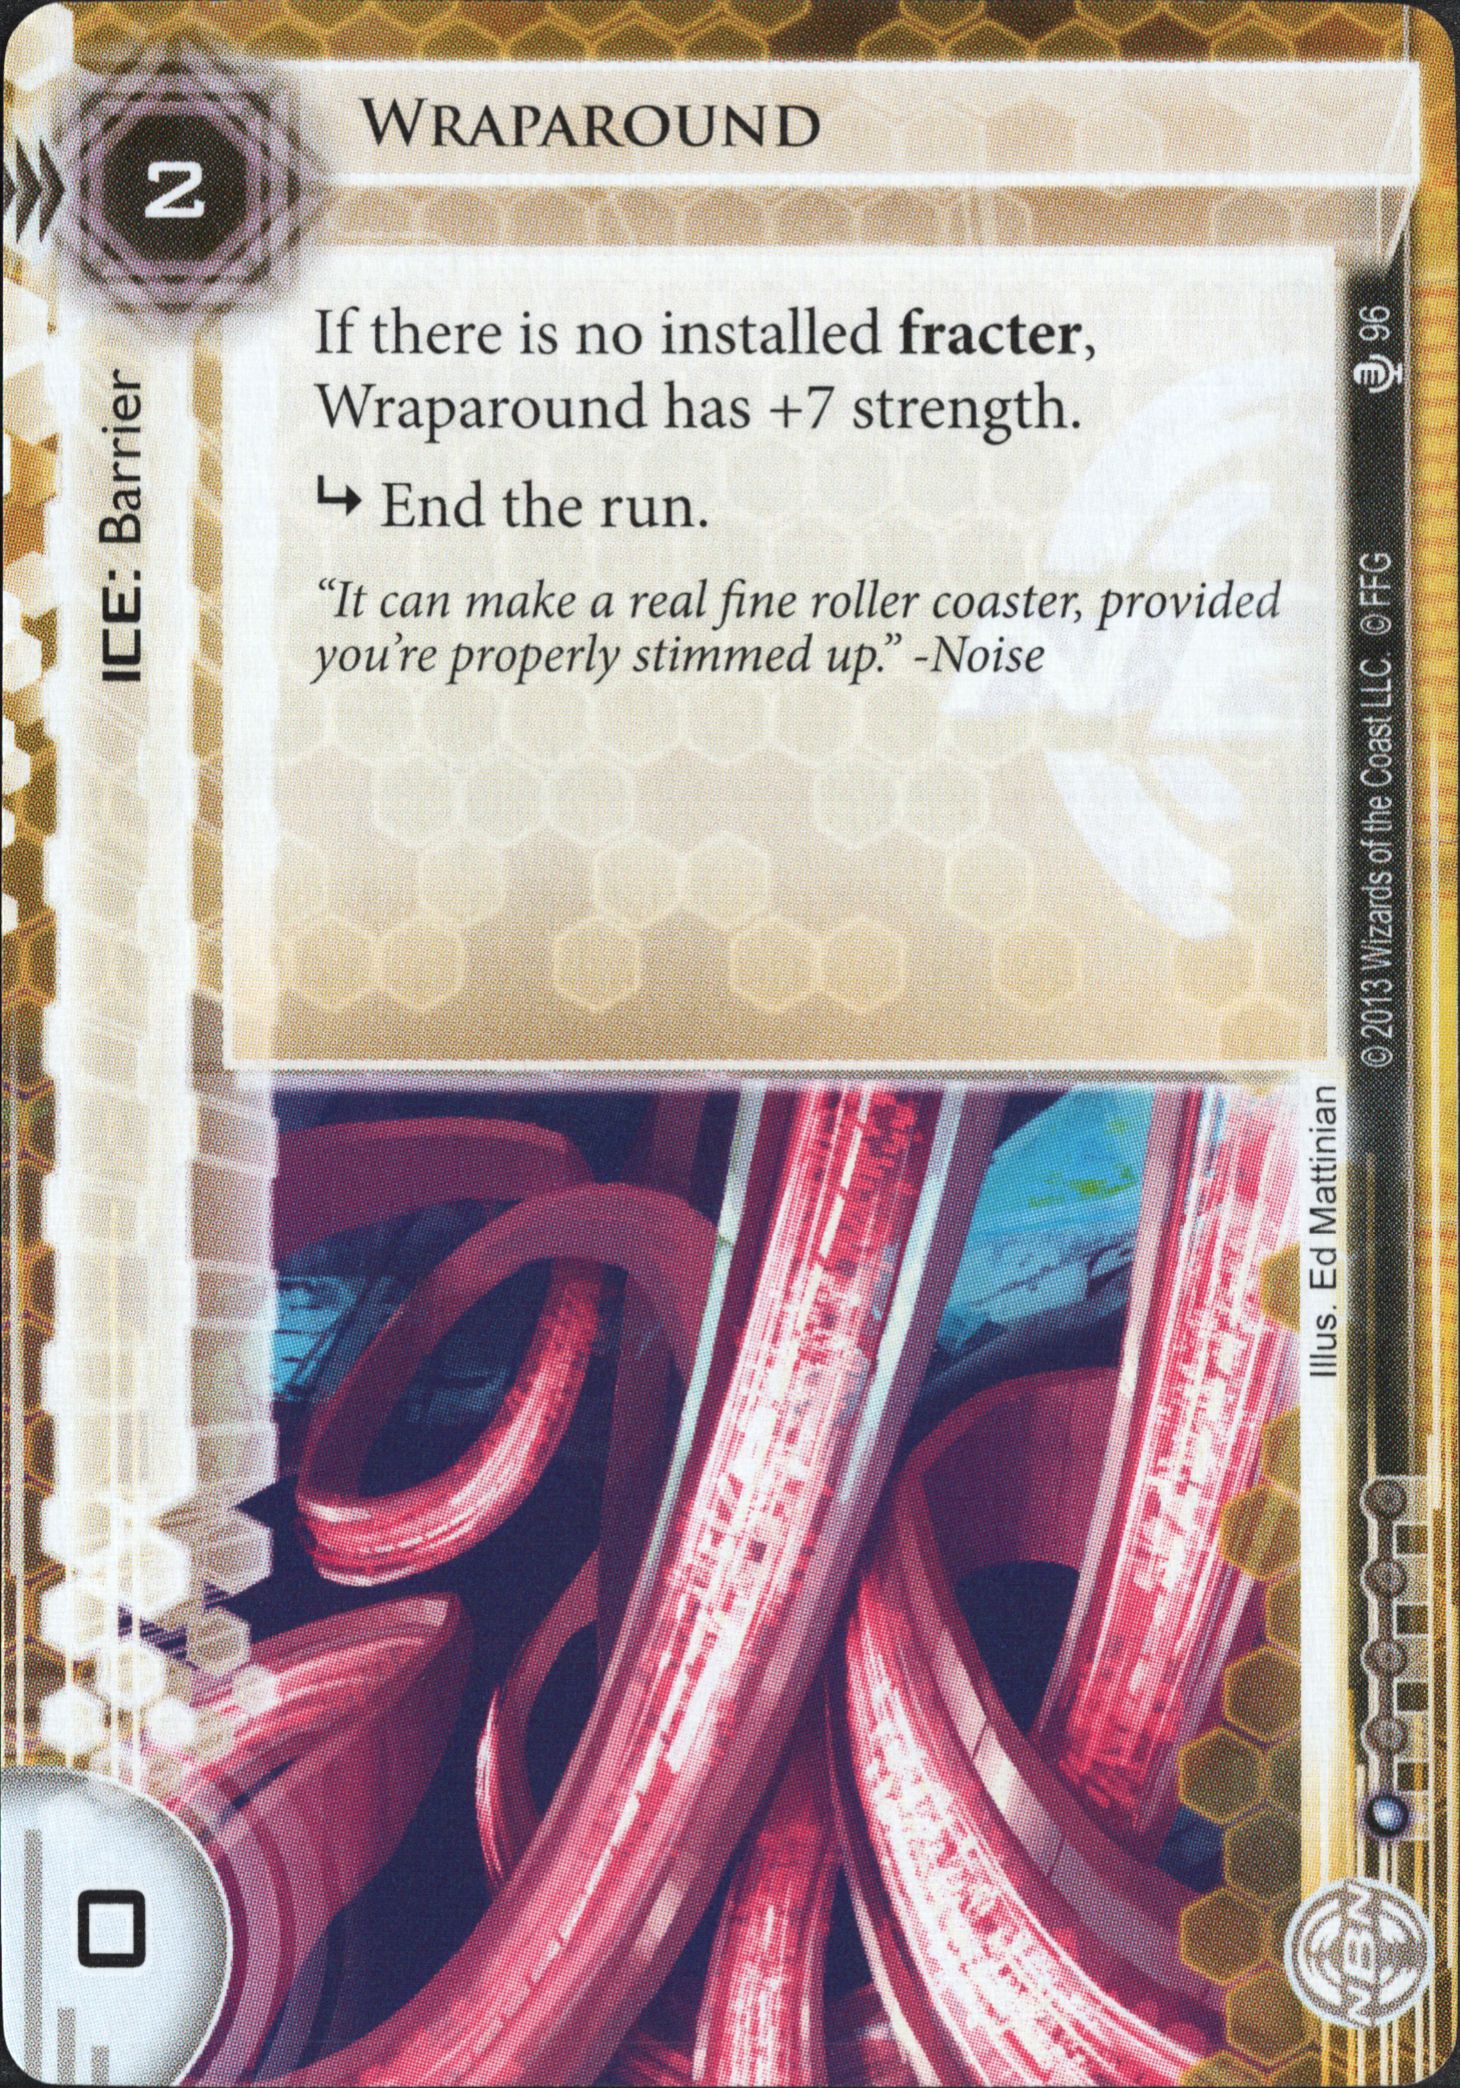 2
WRAPAROUND
ICE: Barrier
If there is no installed fracter,
Wraparound has +7 strength.
↳ End the run.
“It can make a real fine roller coaster, provided
you’re properly stimmed up.” -Noise
96
© 2013 Wizards of the Coast LLC. © FFG
Illus. Ed Mattinian
0
NBN